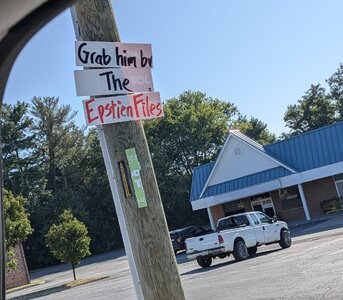 Grab him by
The
Epstien Files